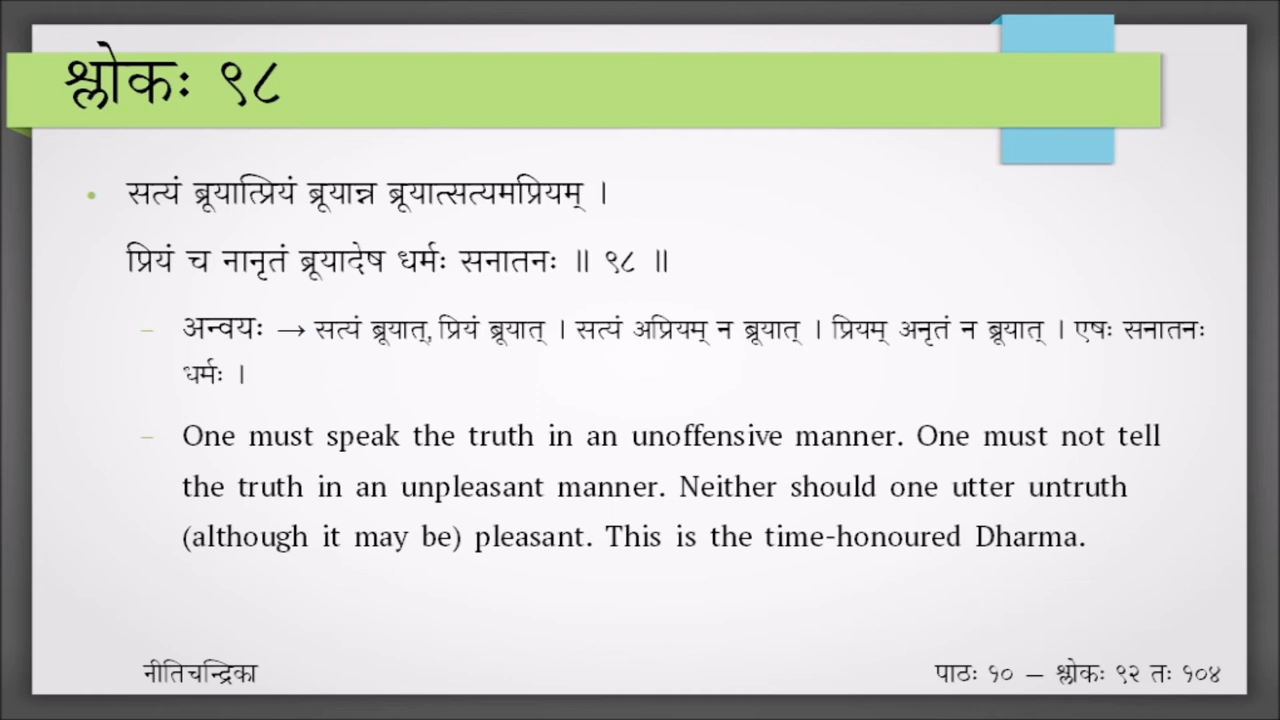 श्लोकः ९८
• सत्यं ब्रूयात्प्रियं ब्रूयान्न ब्रूयात्सत्यमप्रियम् ।
प्रियं च नानृतं ब्रूयादेष धर्मः सनातनः ॥ ९८ ॥
– अन्वयः → सत्यं ब्रूयात्, प्रियं ब्रूयात् । सत्यं अप्रियम् न ब्रूयात् । प्रियम् अनृतं न ब्रूयात् । एषः सनातनः
धर्मः ।
– One must speak the truth in an unoffensive manner. One must not tell
the truth in an unpleasant manner. Neither should one utter untruth
(although it may be) pleasant. This is the time-honoured Dharma.
नीतिचन्द्रिका
पाठः १० – श्लोकः ९२ तः १०४